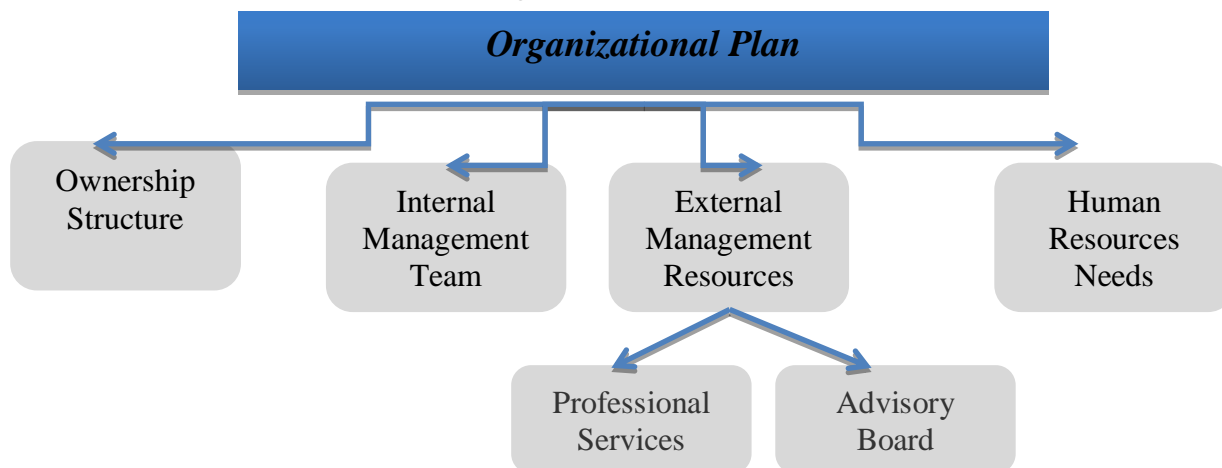 Organizational Plan
Ownership
Structure
Internal
Management
Team
External
Management
Resources
Human
Resources
Needs
Professional
Services
Advisory
Board